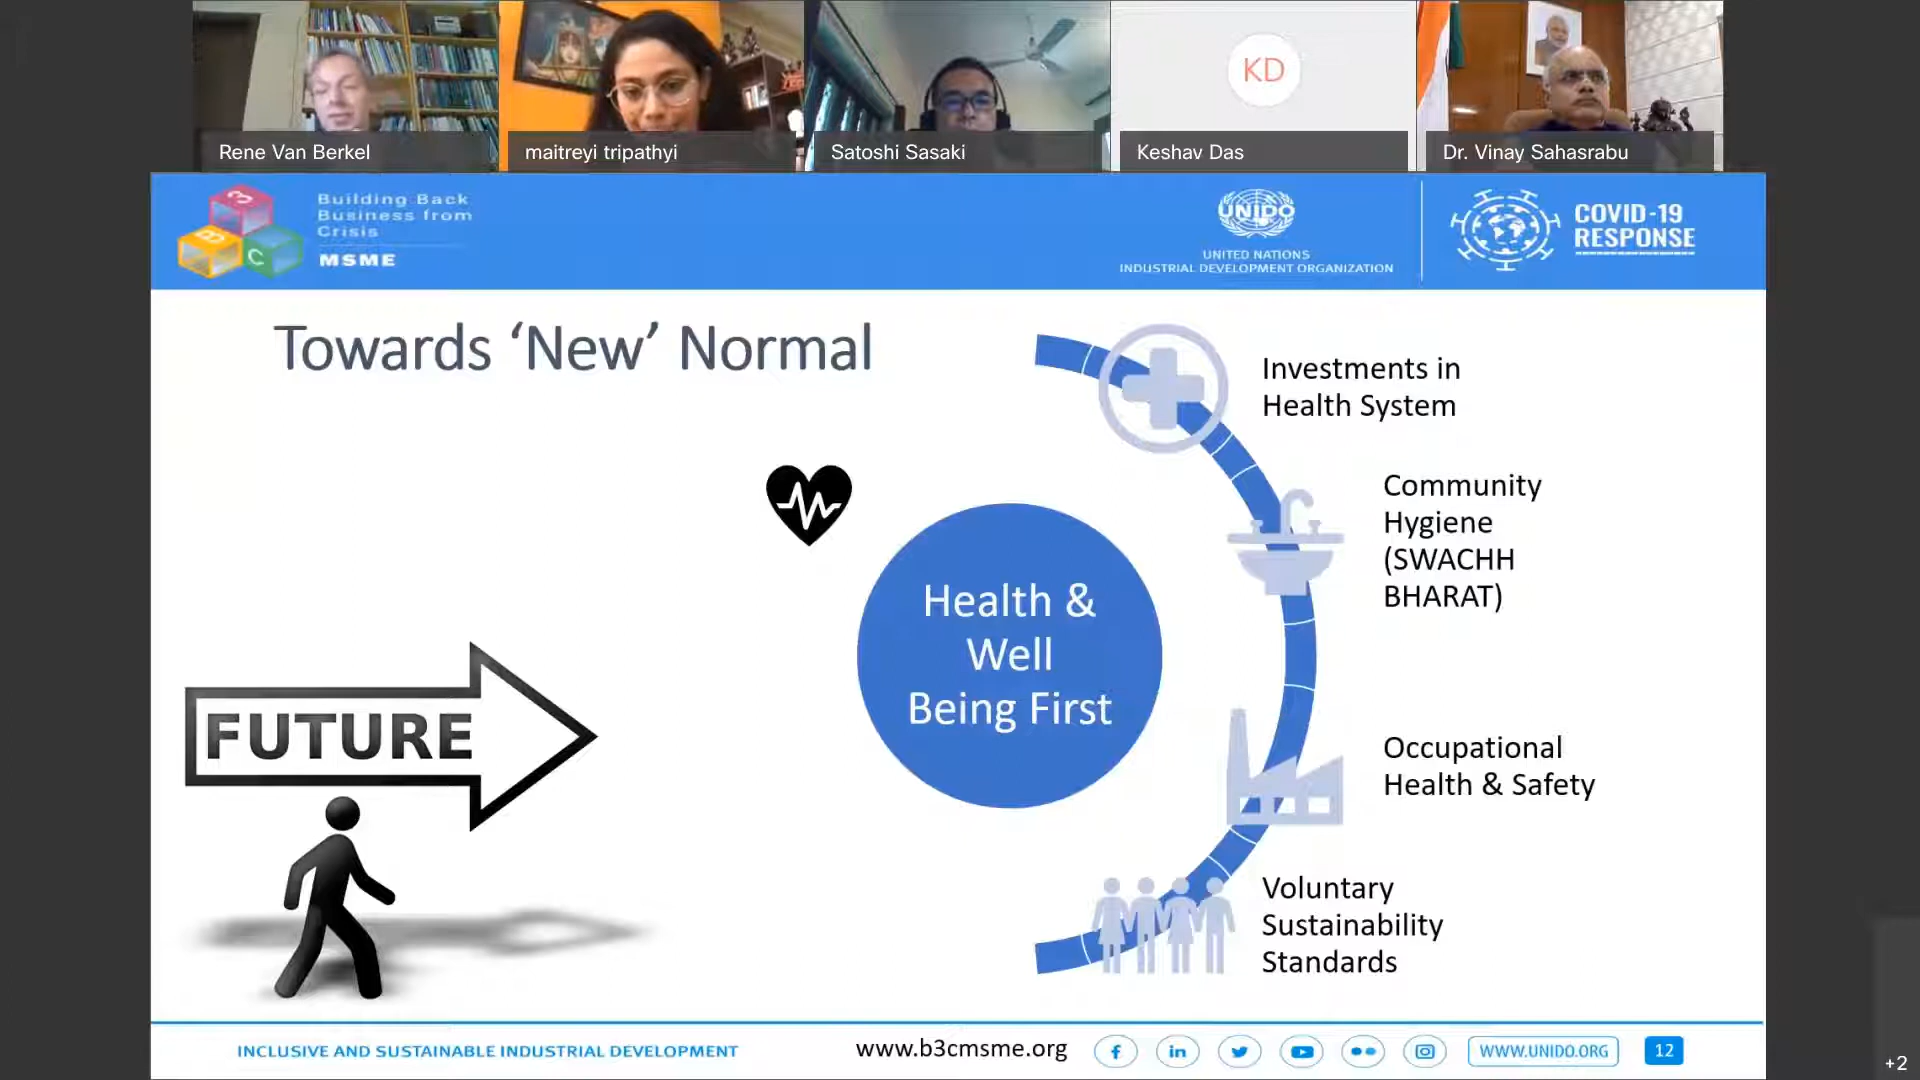 Rene Van Berkel
maitreyi tripathyi
Satoshi Sasaki
KD
Keshav Das
Dr. Vinay Sahasrabu
3
B
C
Building Back
Business from
Crisis
MSME
UNIDO
UNITED NATIONS
INDUSTRIAL DEVELOPMENT ORGANIZATION
COVID-19
RESPONSE
Towards ‘New’ Normal
Investments in
Health System
Community
Hygiene
(SWACHH
BHARAT)
Health &
Well
Being First
FUTURE
Occupational
Health & Safety
Voluntary
Sustainability
Standards
INCLUSIVE AND SUSTAINABLE INDUSTRIAL DEVELOPMENT
www.b3cmsme.org
f
in
WWW.UNIDO.ORG
12
+2